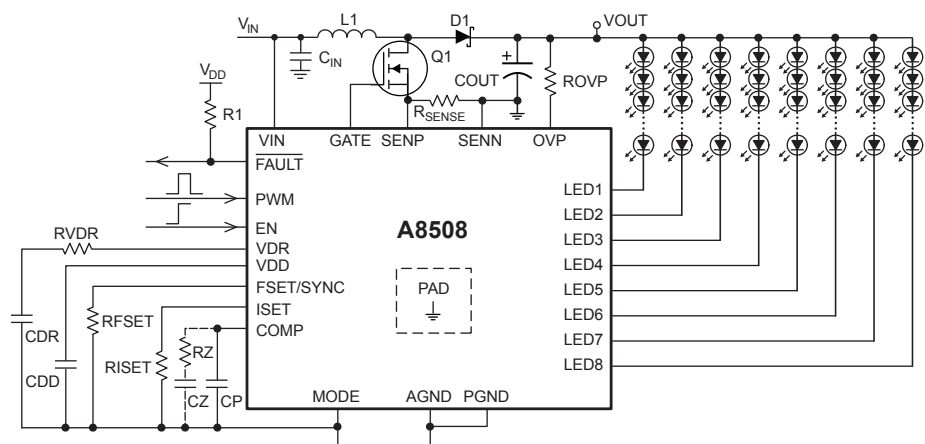 VIN
L1
D1
VOUT
CIN
Q1
COUT
ROVP
VDD
R1
RSENSE
VIN
GATE
SENP
SENN
OVP
FAULT
PWM
EN
VDR
VDD
FSET/SYNC
ISET
COMP
A8508
PAD
LED1
LED2
LED3
LED4
LED5
LED6
LED7
LED8
RVDR
CDR
CDD
RFSET
RISET
RZ
CZ
CP
MODE
AGND
PGND
+